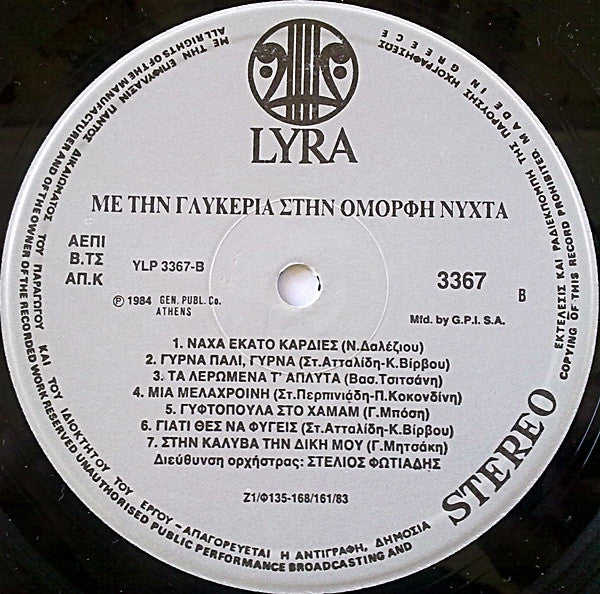 LYRA
ΜΕ ΤΗΝ ΓΛΥΚΕΡΙΑ ΣΤΗΝ ΟΜΟΡΦΗ ΝΥΧΤΑ
ΑΕΠΙ
Β.ΤΣ
ΑΠ.Κ
YLP 3367-B
3367
B
℗ 1984 GEN. PUBL. Co.
ATHENS
Mfd. by G.P.I. S.A.
1. ΝΑΧΑ ΕΚΑΤΟ ΚΑΡΔΙΕΣ (Ν.Δαλέζιου)
2. ΓΥΡΝΑ ΠΑΛΙ, ΓΥΡΝΑ (Στ.Ατταλίδη-Κ.Βίρβου)
3. ΤΑ ΛΕΡΩΜΕΝΑ Τ' ΑΠΛΥΤΑ (Βασ.Τσιτσάνη)
4. ΜΙΑ ΜΕΛΑΧΡΟΙΝΗ (Στ.Περπινιάδη-Π.Κοκονδίνη)
5. ΓΥΦΤΟΠΟΥΛΑ ΣΤΟ ΧΑΜΑΜ (Γ.Μπόση)
6. ΓΙΑΤΙ ΘΕΣ ΝΑ ΦΥΓΕΙΣ (Στ.Ατταλίδη-Κ.Βίρβου)
7. ΣΤΗΝ ΚΑΛΥΒΑ ΤΗΝ ΔΙΚΗ ΜΟΥ (Γ.Μητσάκη)
Διεύθυνση ορχήστρας: ΣΤΕΛΙΟΣ ΦΩΤΙΑΔΗΣ
Ζ1/Φ135-168/161/83
STEREO
ΜΕ ΤΗΝ ΕΠΙΦΥΛΑΞΙΝ ΠΑΝΤΟΣ ΔΙΚΑΙΩΜΑΤΟΣ ΤΟΥ ΠΑΡΑΓΩΓΟΥ ΚΑΙ ΤΟΥ ΙΔΙΟΚΤΗΤΟΥ ΤΟΥ ΕΡΓΟΥ – ΑΠΑΓΟΡΕΥΕΤΑΙ Η ΑΝΤΙΓΡΑΦΗ, ΔΗΜΟΣΙΑ
ΕΚΤΕΛΕΣΙΣ ΚΑΙ ΡΑΔΙΕΚΠΟΜΠΗ ΤΗΣ ΠΑΡΟΥΣΗΣ ΗΧΟΓΡΑΦΗΣΕΩΣ
ALL RIGHTS OF THE MANUFACTURER AND OF THE OWNER OF THE RECORDED WORK RESERVED UNAUTHORISED PUBLIC PERFORMANCE BROADCASTING AND
COPYING OF THIS RECORD PROHIBITED. MADE IN GREECE